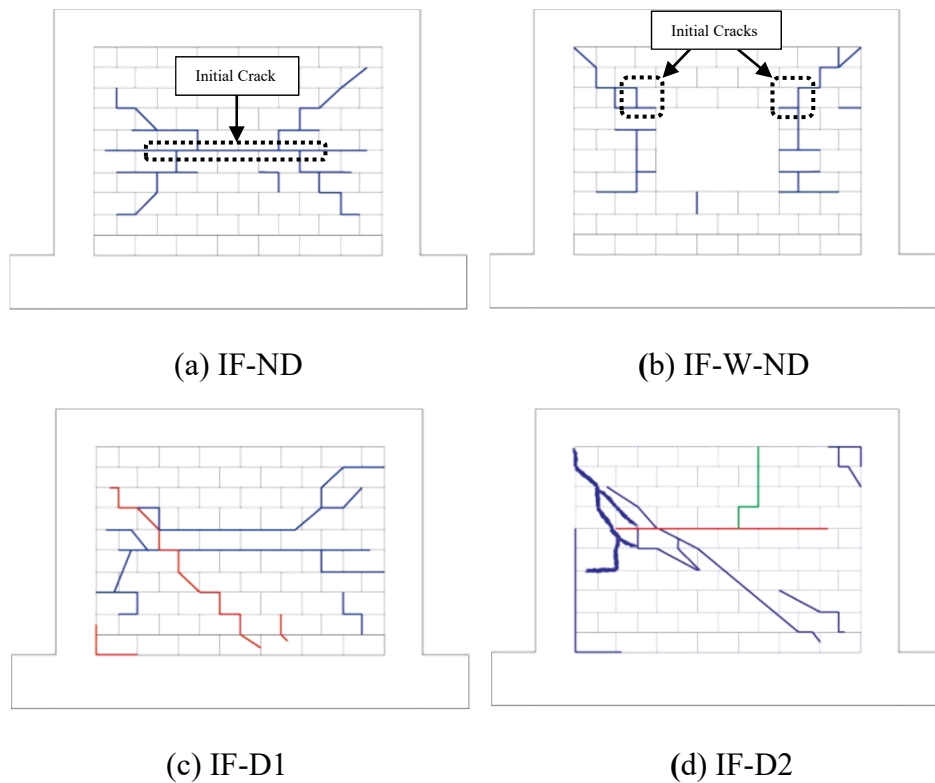 Initial Crack
Initial Cracks
(a) IF-ND
(b) IF-W-ND
(c) IF-D1
(d) IF-D2